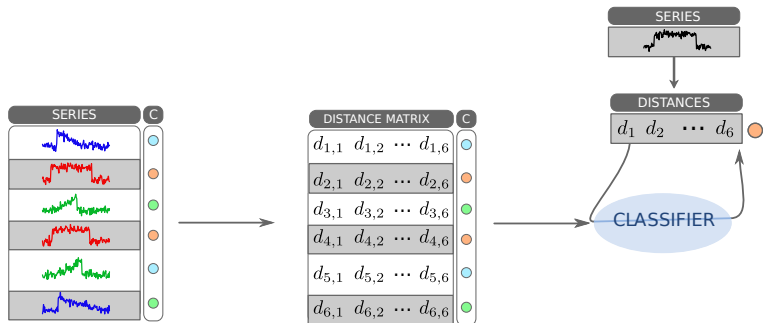 SERIES
SERIES C
DISTANCE MATRIX C
DISTANCES
d1 d2 ⋯ d6
d1,1 d1,2 ⋯ d1,6
d2,1 d2,2 ⋯ d2,6
d3,1 d3,2 ⋯ d3,6
d4,1 d4,2 ⋯ d4,6
d5,1 d5,2 ⋯ d5,6
d6,1 d6,2 ⋯ d6,6
CLASSIFIER